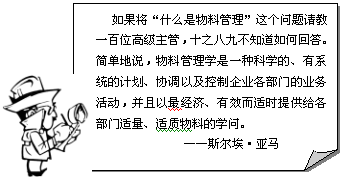 如果将“什么是物料管理”这个问题请教
一百位高级主管，十之八九不知道如何回答。
简单地说，物料管理学是一种科学的、有系
统的计划、协调以及控制企业各部门的业务
活动，并且以最经济、有效而适时提供给各
部门适量、适质物料的学问。
——斯尔埃·亚马